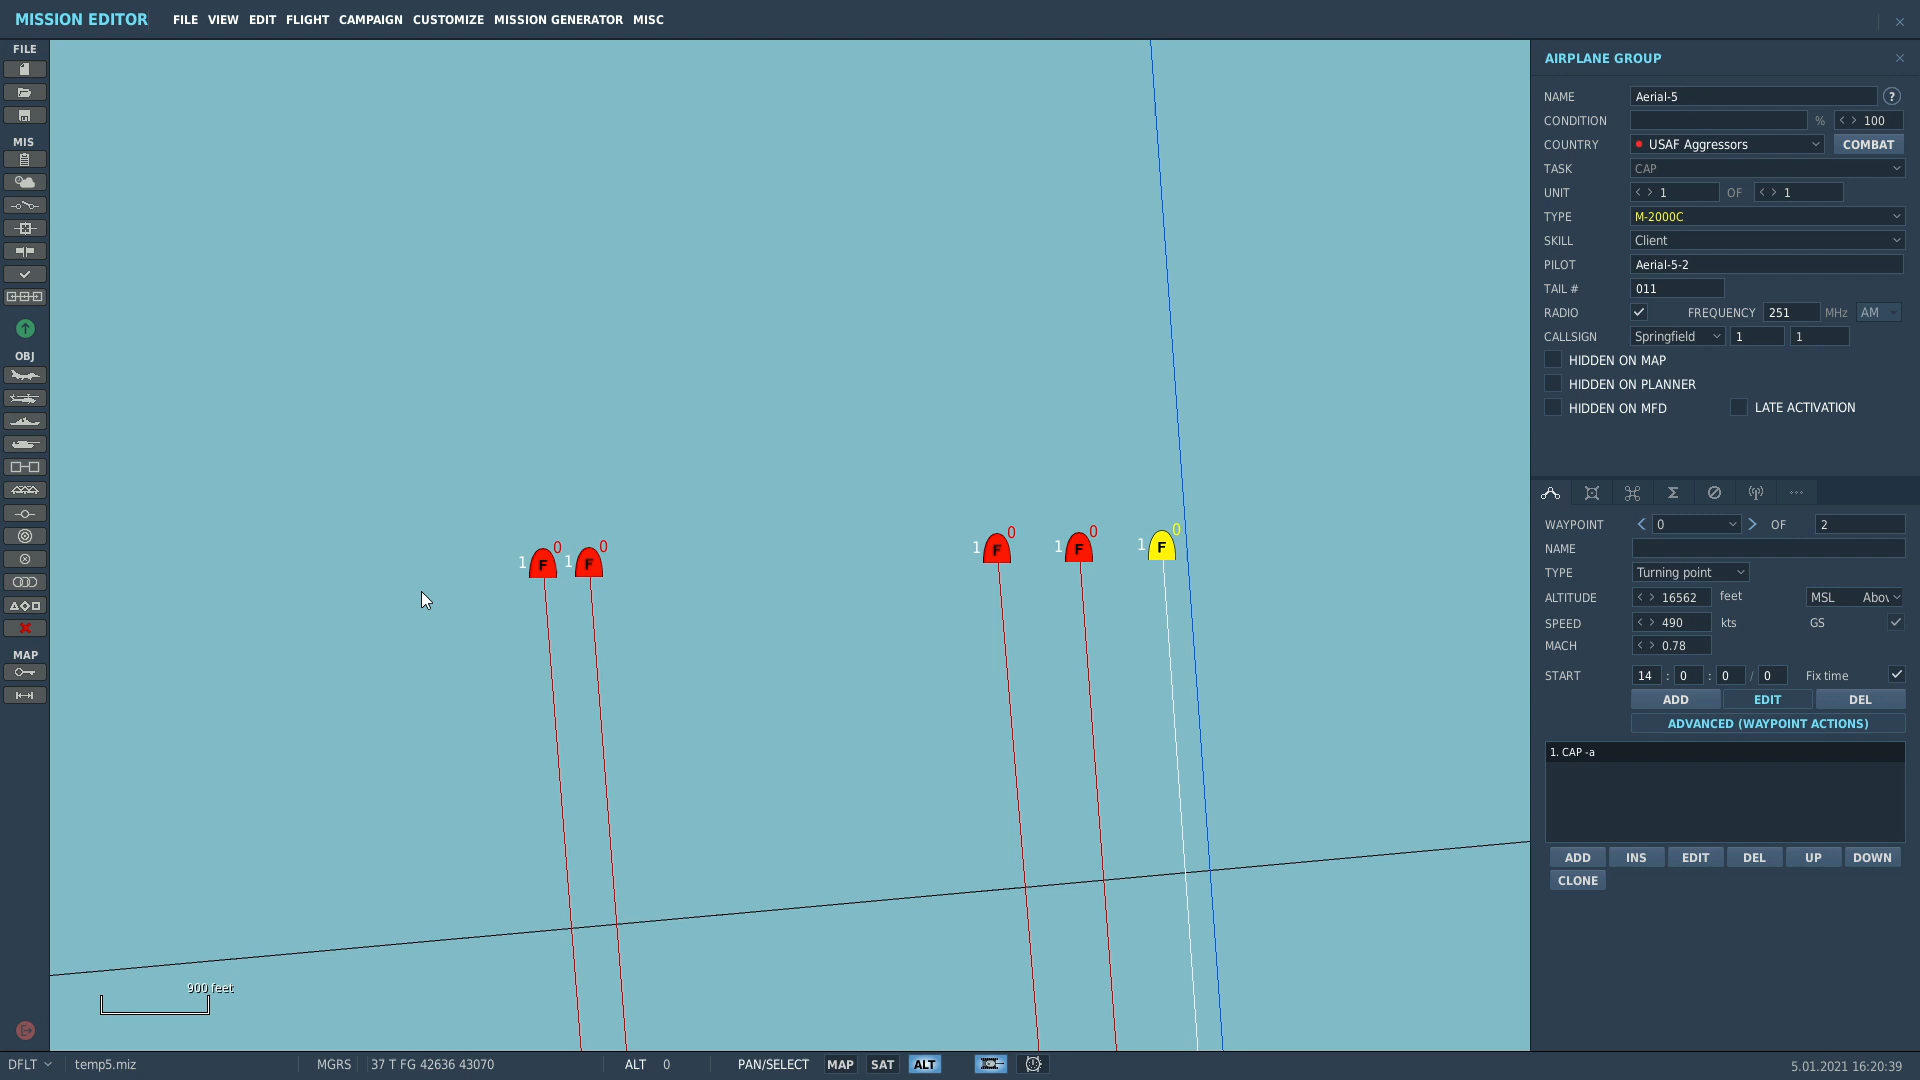 MISSION EDITOR FILE VIEW EDIT FLIGHT CAMPAIGN CUSTOMIZE MISSION GENERATOR MISC
FILE
MIS
OBJ
MAP
1 F 0
1 F 0
1 F 0
1 F 0
1 F 0
900 feet
AIRPLANE GROUP
NAME Aerial-5 ?
CONDITION % < > 100
COUNTRY USAF Aggressors COMBAT
TASK CAP
UNIT < > 1 OF < > 1
TYPE M-2000C
SKILL Client
PILOT Aerial-5-2
TAIL # 011
RADIO FREQUENCY 251 MHz AM
CALLSIGN Springfield 1 1
HIDDEN ON MAP
HIDDEN ON PLANNER
HIDDEN ON MFD LATE ACTIVATION
WAYPOINT < 0 > OF 2
NAME
TYPE Turning point
ALTITUDE < > 16562 feet MSL Abov
SPEED < > 490 kts GS
MACH < > 0.78
START 14 : 0 : 0 / 0 Fix time
ADD EDIT DEL
ADVANCED (WAYPOINT ACTIONS)
1. CAP -a
ADD INS EDIT DEL UP DOWN
CLONE
DFLT temp5.miz MGRS 37 T FG 42636 43070 ALT 0 PAN/SELECT MAP SAT ALT 5.01.2021 16:20:39